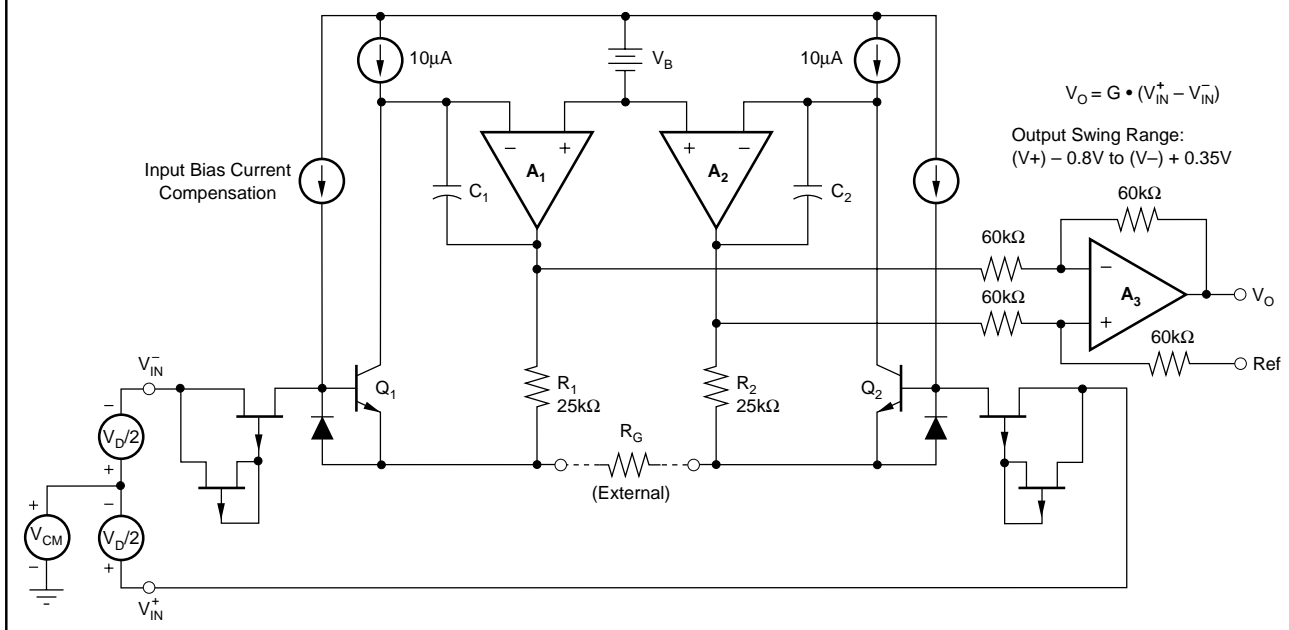 10µA
V_B
10µA
V_O = G • (V_IN^+ – V_IN^–)
Output Swing Range:
(V+) – 0.8V to (V–) + 0.35V
– +
+ –
A_1
A_2
Input Bias Current
Compensation
C_1
C_2
60kΩ
60kΩ
–
A_3
V_O
60kΩ
+
60kΩ
Ref
V_IN^–
Q_1
R_1
25kΩ
R_2
25kΩ
Q_2
–
V_D/2
+
R_G
(External)
+
V_CM
–
–
V_D/2
+
V_IN^+